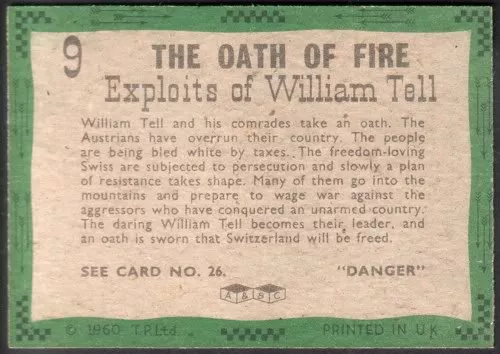 9 THE OATH OF FIRE
Exploits of William Tell
William Tell and his comrades take an oath. The
Austrians have overrun their country. The people
are being bled white by taxes. The freedom-loving
Swiss are subjected to persecution and slowly a plan
of resistance takes shape. Many of them go into the
mountains and prepare to wage war against the
aggressors who have conquered an unarmed country.
The daring William Tell becomes their leader, and
an oath is sworn that Switzerland will be freed.
SEE CARD NO. 26. "DANGER"
A & B C
© 1960 T.P.Ltd. PRINTED IN U.K.